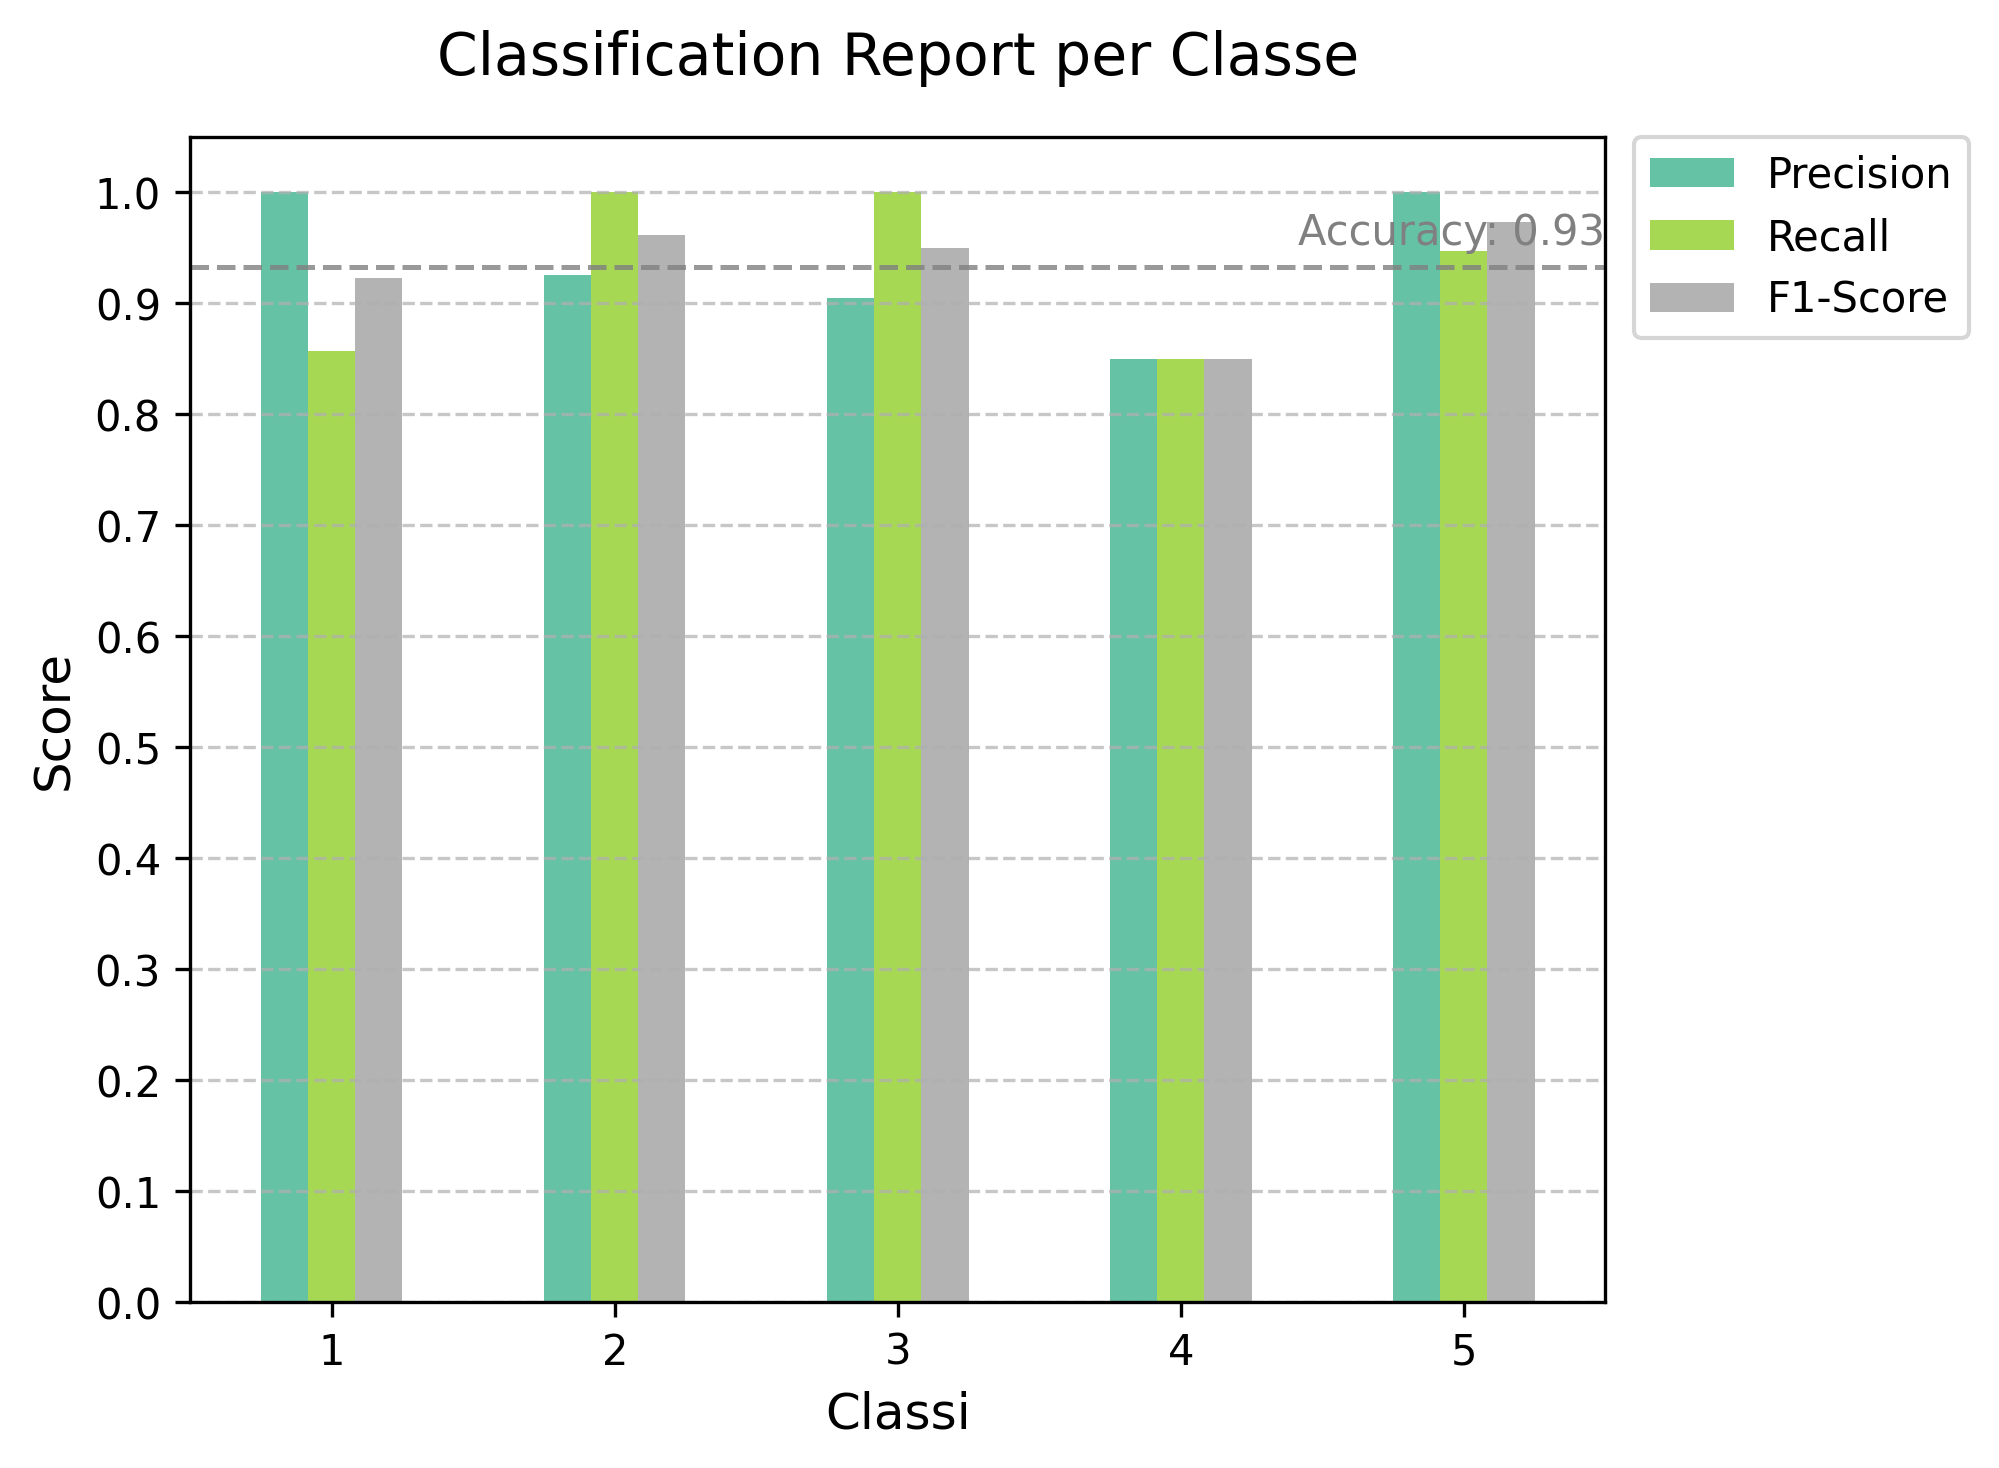 Classification Report per Classe
Precision
Recall
F1-Score
Accuracy: 0.93
1.0
0.9
0.8
0.7
0.6
0.5
0.4
0.3
0.2
0.1
0.0
Score
1 2 3 4 5
Classi